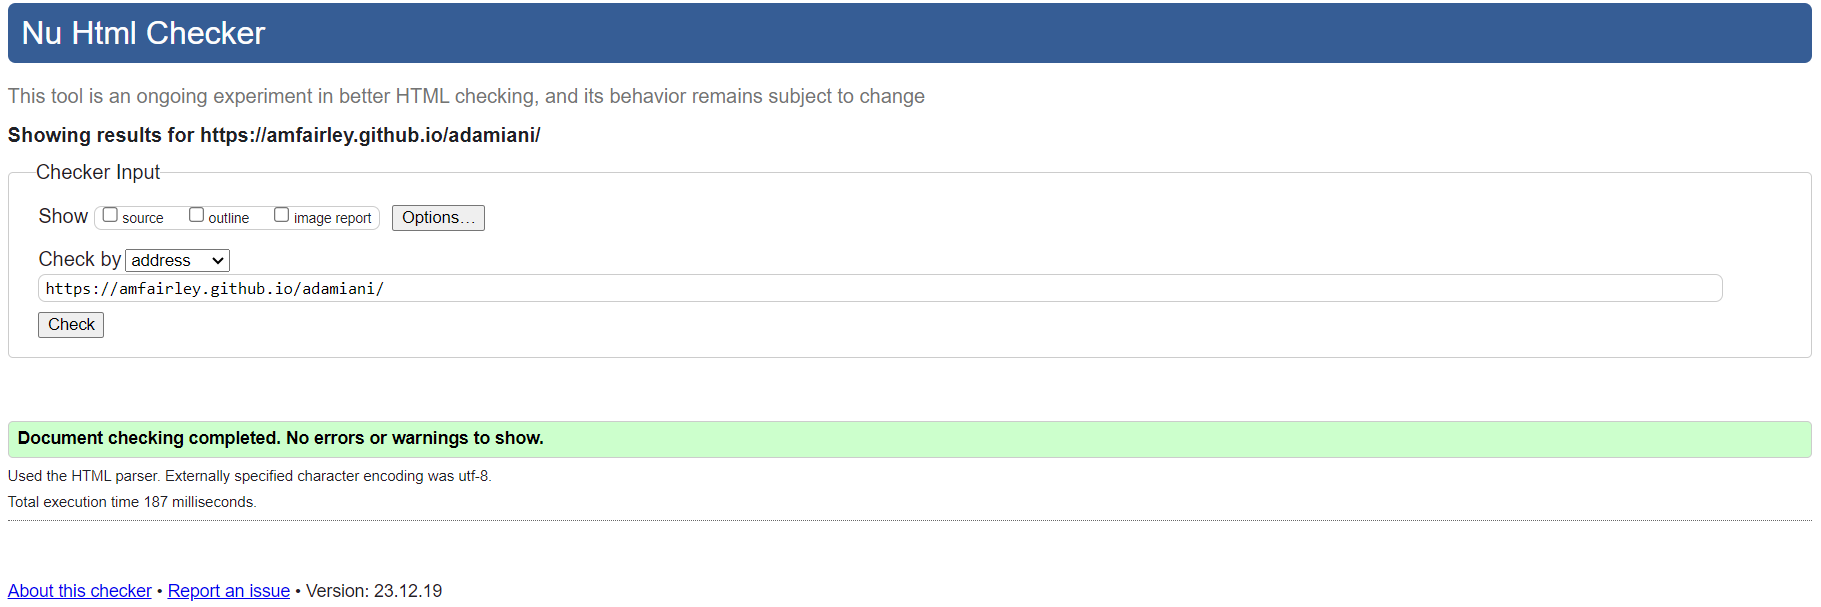 Nu Html Checker
This tool is an ongoing experiment in better HTML checking, and its behavior remains subject to change
Showing results for https://amfairley.github.io/adamiani/
Checker Input
Show source outline image report Options…
Check by address
https://amfairley.github.io/adamiani/
Check
Document checking completed. No errors or warnings to show.
Used the HTML parser. Externally specified character encoding was utf-8.
Total execution time 187 milliseconds.
About this checker • Report an issue • Version: 23.12.19